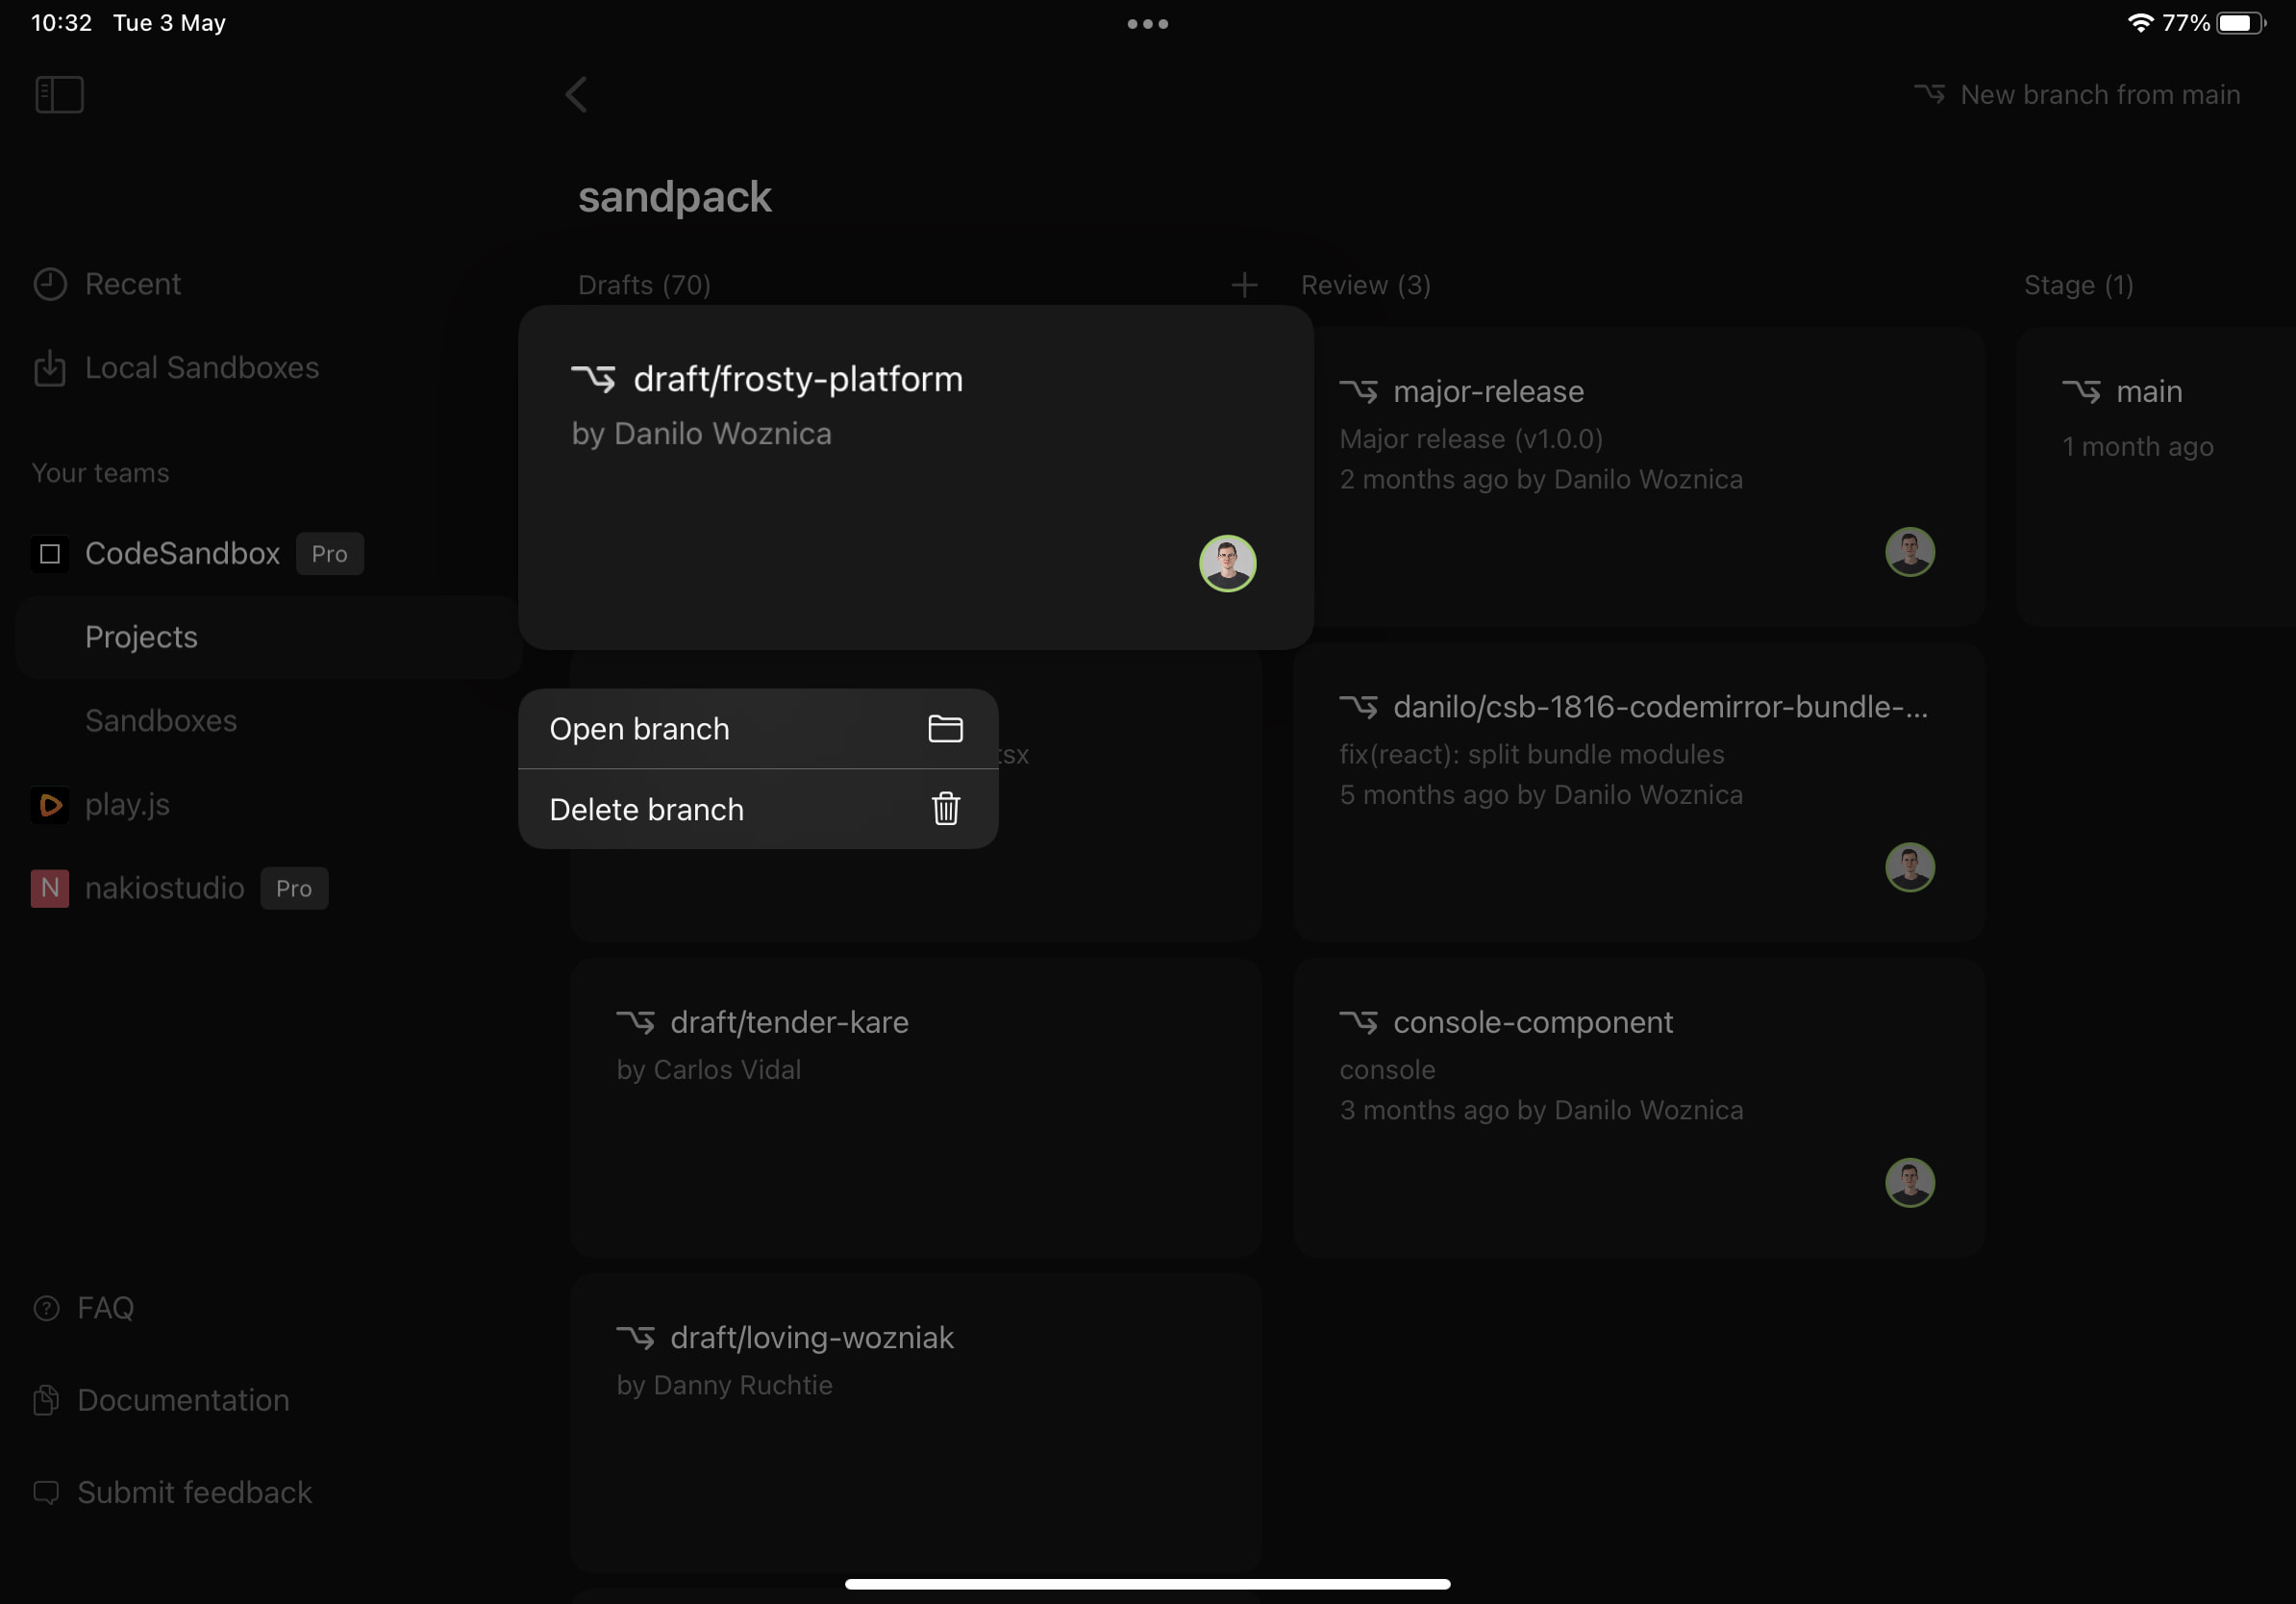 10:32 Tue 3 May
77%
New branch from main
sandpack
Recent
Local Sandboxes
Your teams
CodeSandbox Pro
Projects
Sandboxes
play.js
N nakiostudio Pro
FAQ
Documentation
Submit feedback
Drafts (70)
draft/frosty-platform
by Danilo Woznica
Open branch
Delete branch
tsx
draft/tender-kare
by Carlos Vidal
draft/loving-wozniak
by Danny Ruchtie
Review (3)
major-release
Major release (v1.0.0)
2 months ago by Danilo Woznica
danilo/csb-1816-codemirror-bundle-...
fix(react): split bundle modules
5 months ago by Danilo Woznica
console-component
console
3 months ago by Danilo Woznica
Stage (1)
main
1 month ago